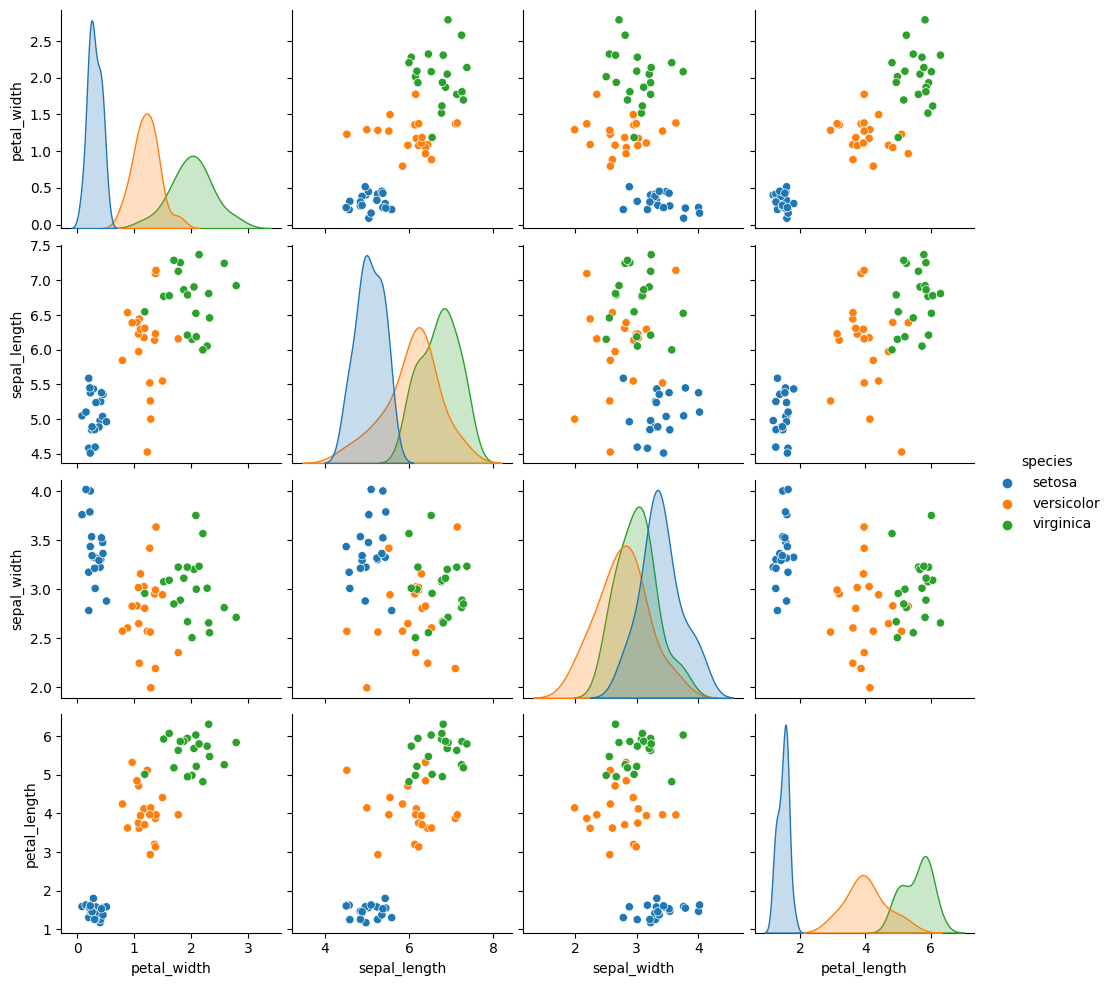 petal_width
2.5
2.0
1.5
1.0
0.5
0.0
sepal_length
7.5
7.0
6.5
6.0
5.5
5.0
4.5
species
setosa
versicolor
virginica
sepal_width
4.0
3.5
3.0
2.5
2.0
petal_length
6
5
4
3
2
1
0 1 2 3
4 6 8
2 3 4
2 4 6
petal_width sepal_length sepal_width petal_length